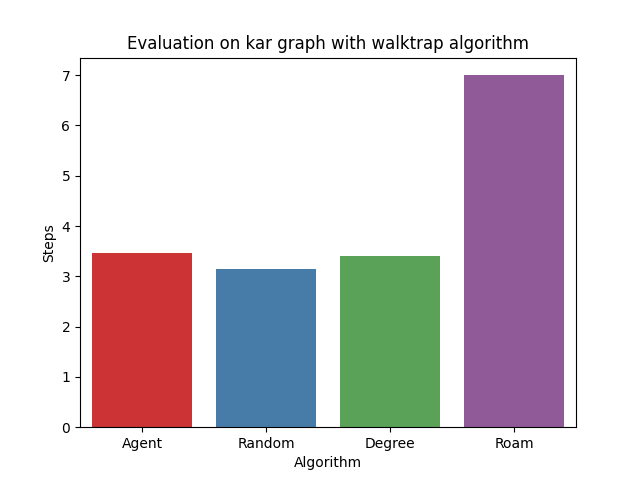 Evaluation on kar graph with walktrap algorithm
7
6
5
4
3
2
1
0
Steps
Agent Random Degree Roam
Algorithm